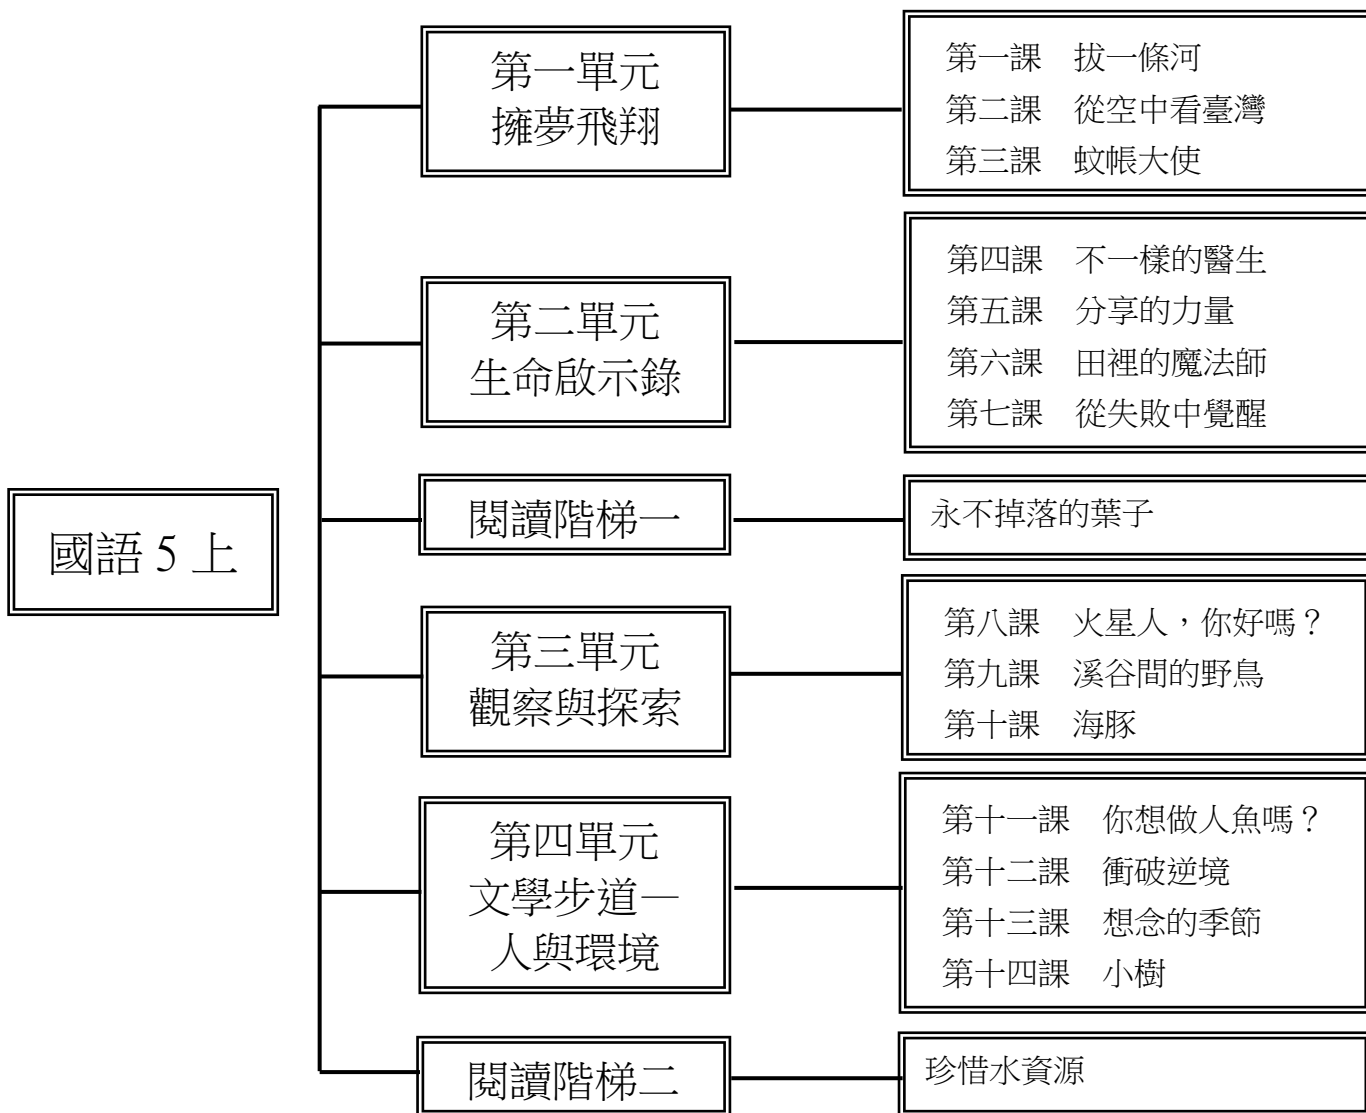 國語 5 上
第一單元
擁夢飛翔
第一課　拔一條河
第二課　從空中看臺灣
第三課　蚊帳大使
第二單元
生命啟示錄
第四課　不一樣的醫生
第五課　分享的力量
第六課　田裡的魔法師
第七課　從失敗中覺醒
閱讀階梯一
永不掉落的葉子
第三單元
觀察與探索
第八課　火星人，你好嗎？
第九課　溪谷間的野鳥
第十課　海豚
第四單元
文學步道—
人與環境
第十一課　你想做人魚嗎？
第十二課　衝破逆境
第十三課　想念的季節
第十四課　小樹
閱讀階梯二
珍惜水資源